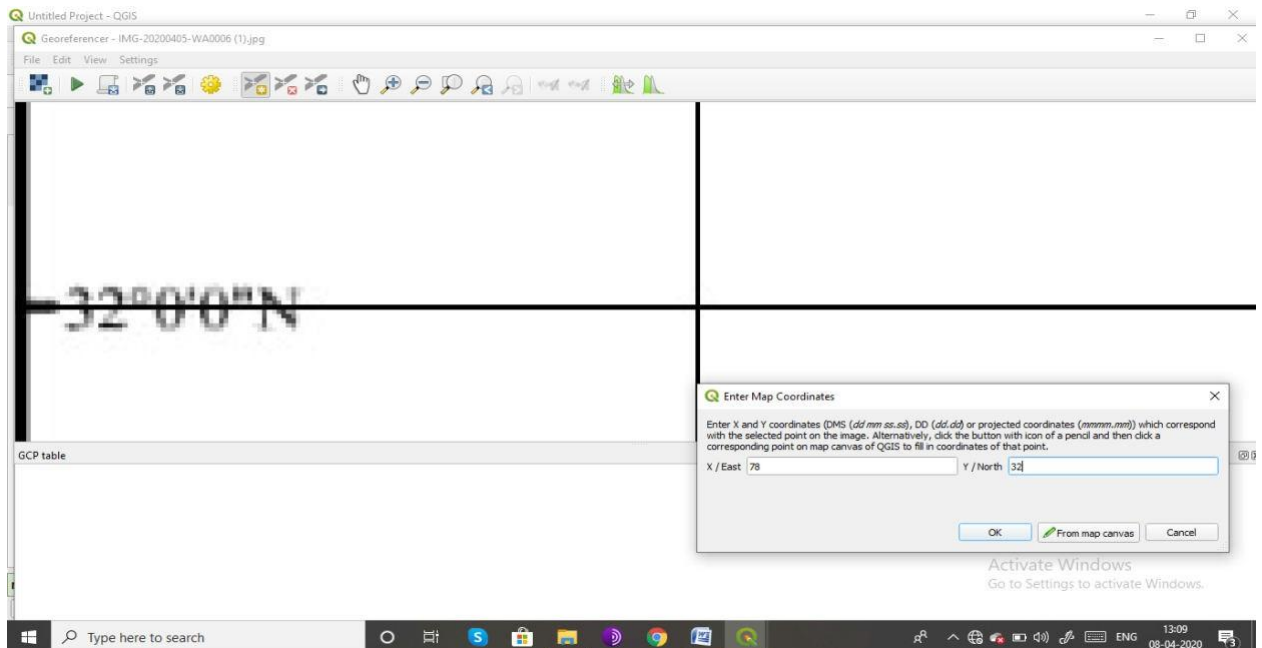 Untitled Project - QGIS
Georeferencer - IMG-20200405-WA0006 (1).jpg
File Edit View Settings
32°0'0"N
Enter Map Coordinates
Enter X and Y coordinates (DMS (dd mm ss.ss), DD (dd.dd) or projected coordinates (mmmm.mm)) which correspond
with the selected point on the image. Alternatively, click the button with icon of a pencil and then click a
corresponding point on map canvas of QGIS to fill in coordinates of that point.
X / East 78 Y / North 32
OK From map canvas Cancel
GCP table
Activate Windows
Go to Settings to activate Windows.
Type here to search
ENG
13:09
08-04-2020
3